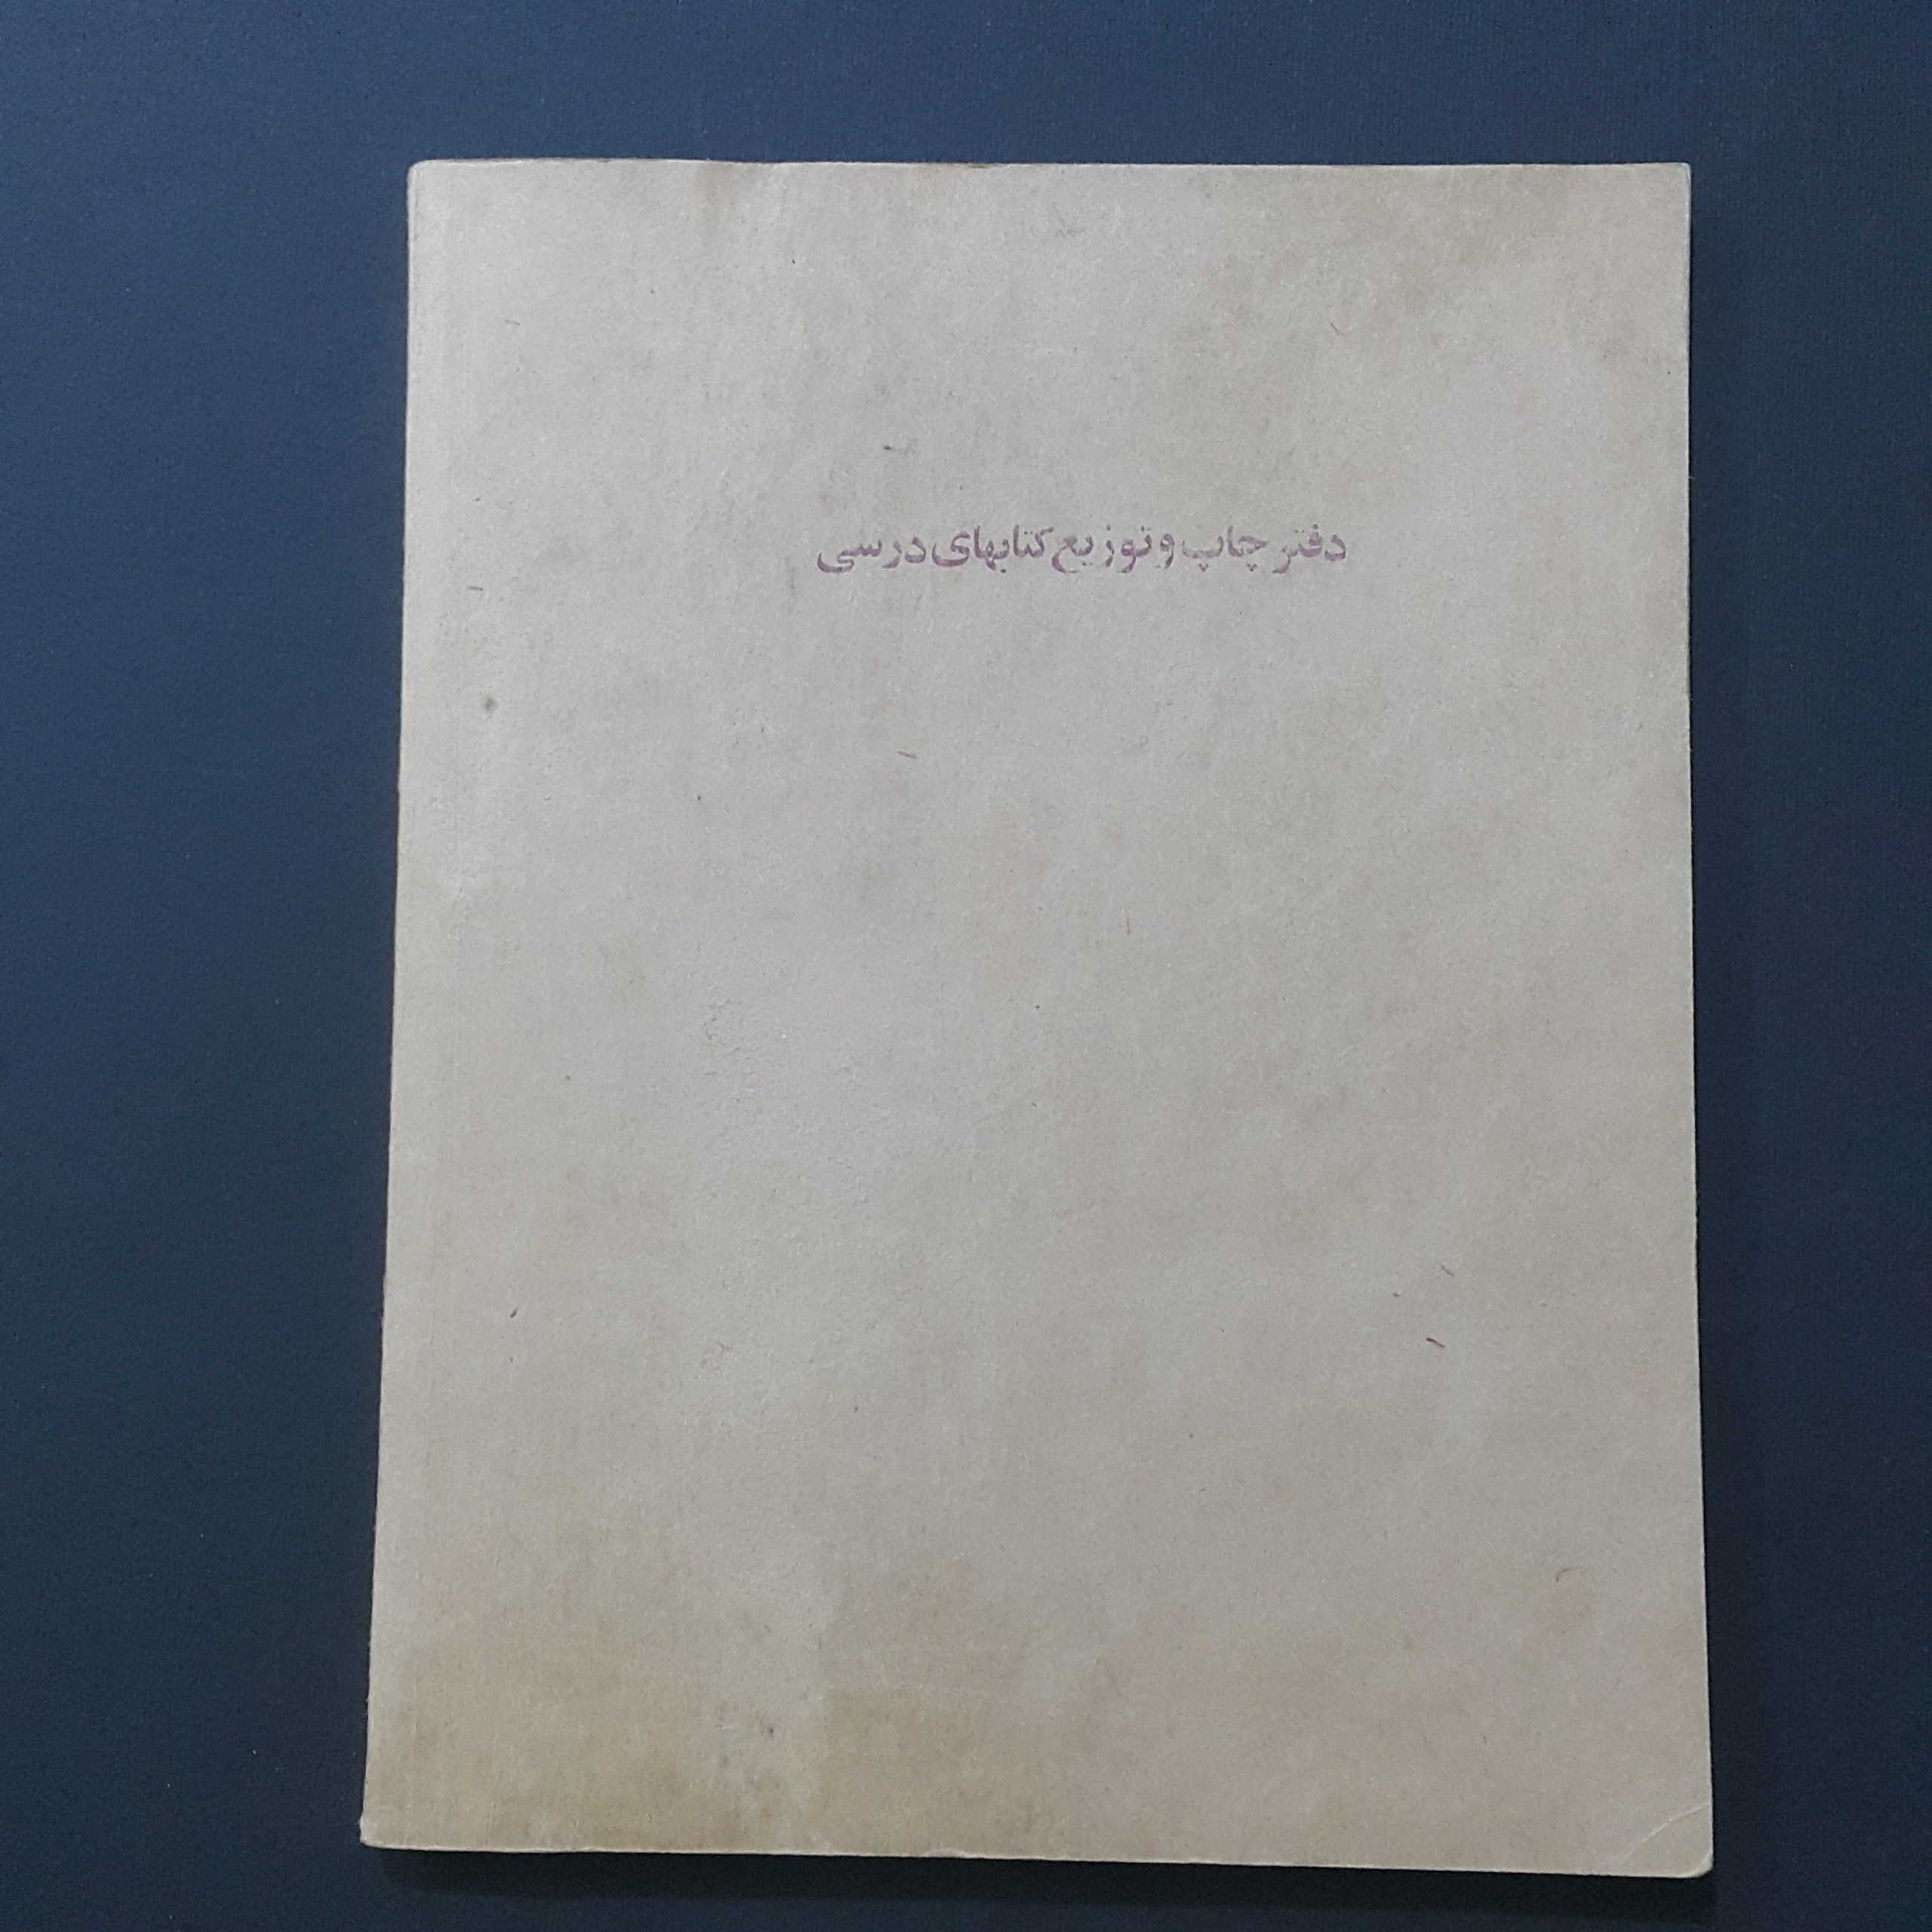 دفتر چاپ و توزیع کتابهای درسی